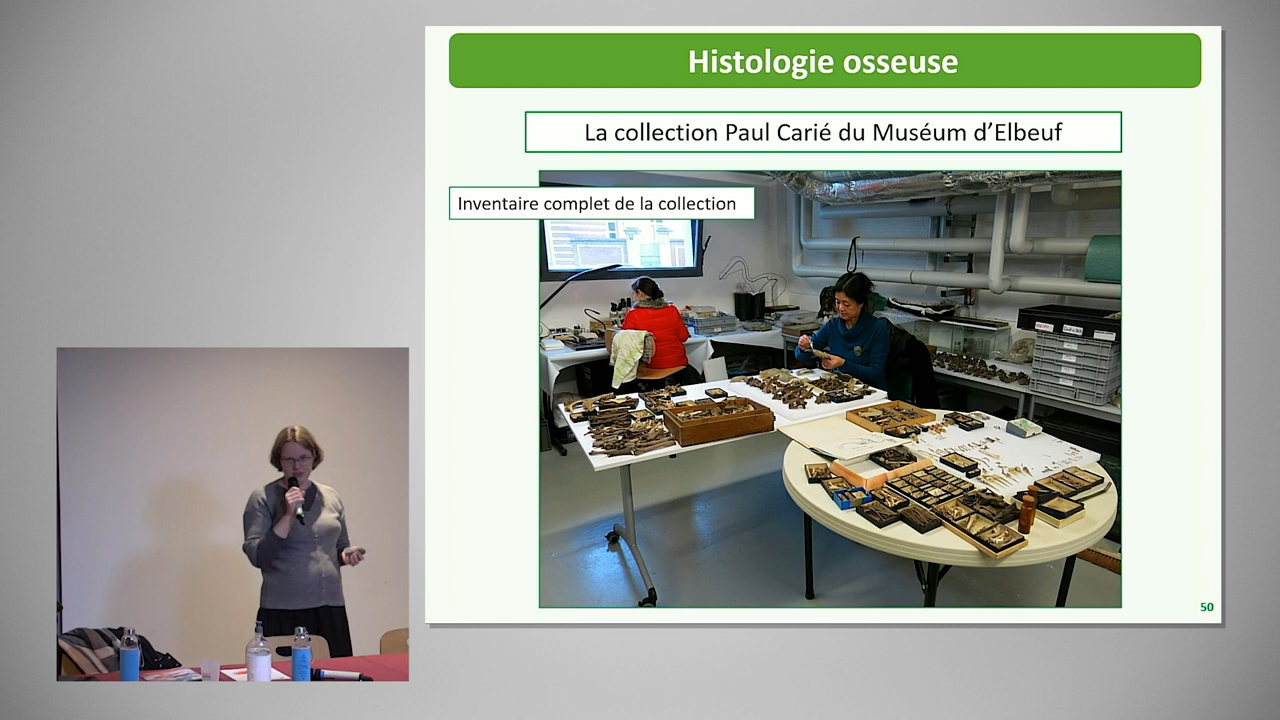 Histologie osseuse
La collection Paul Carié du Muséum d’Elbeuf
Inventaire complet de la collection
50